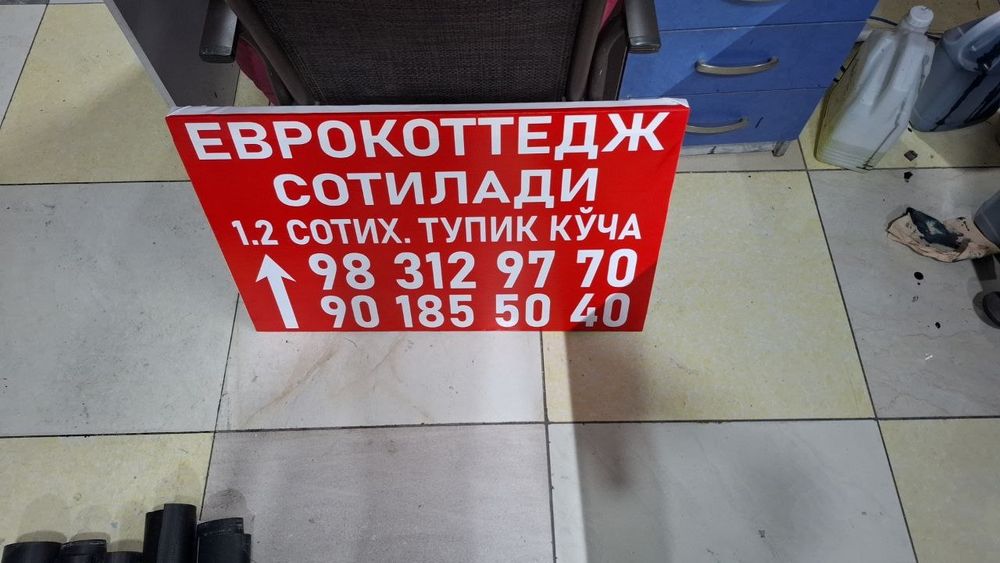 ЕВРОКОТТЕДЖ
СОТИЛАДИ
1.2 СОТИХ. ТУПИК КЎЧА
98 312 97 70
90 185 50 40